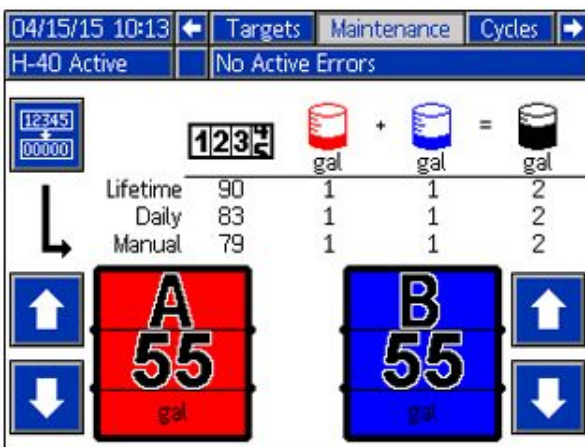 04/15/15 10:13 Targets Maintenance Cycles
H-40 Active No Active Errors
12345
00000
1234
+ =
gal gal gal
Lifetime 90 1 1 2
Daily 83 1 1 2
Manual 79 1 1 2
A B
55 55
gal gal